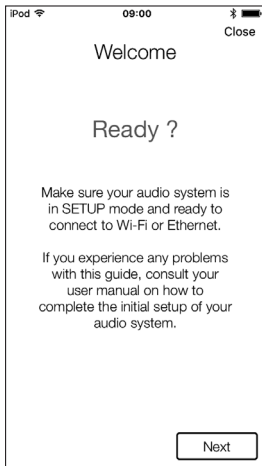 iPod 09:00
Close
Welcome
Ready ?
Make sure your audio system is
in SETUP mode and ready to
connect to Wi-Fi or Ethernet.
If you experience any problems
with this guide, consult your
user manual on how to
complete the initial setup of your
audio system.
Next